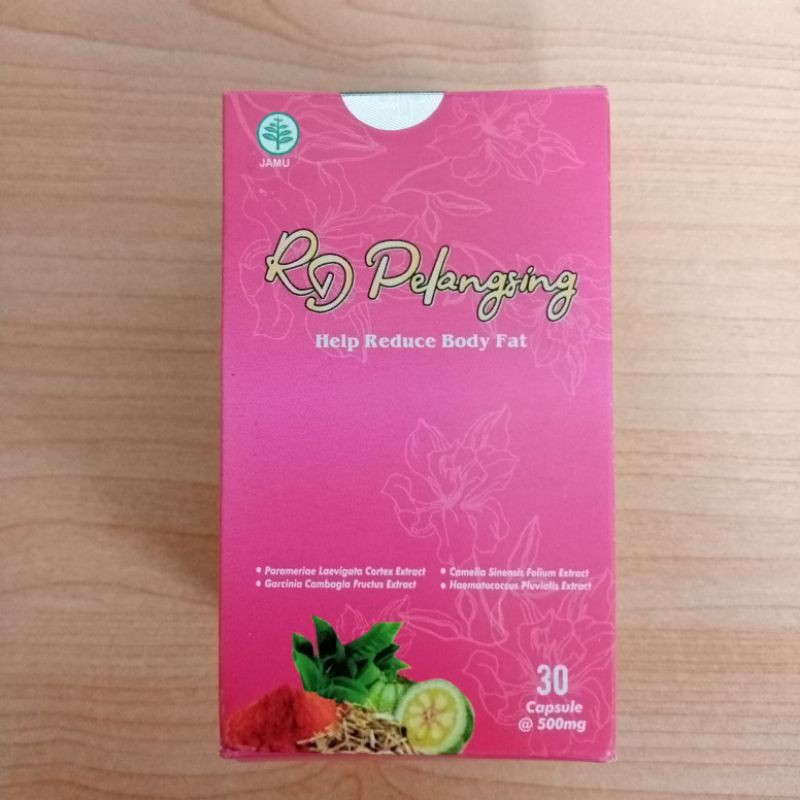 JAMU
RD Pelangsing
Help Reduce Body Fat
• Parameriae Laevigata Cortex Extract
• Garcinia Cambagia Fructus Extract
• Camelia Sinensis Folium Extract
• Haematococcus Pluvialis Extract
30
Capsule
@ 500mg